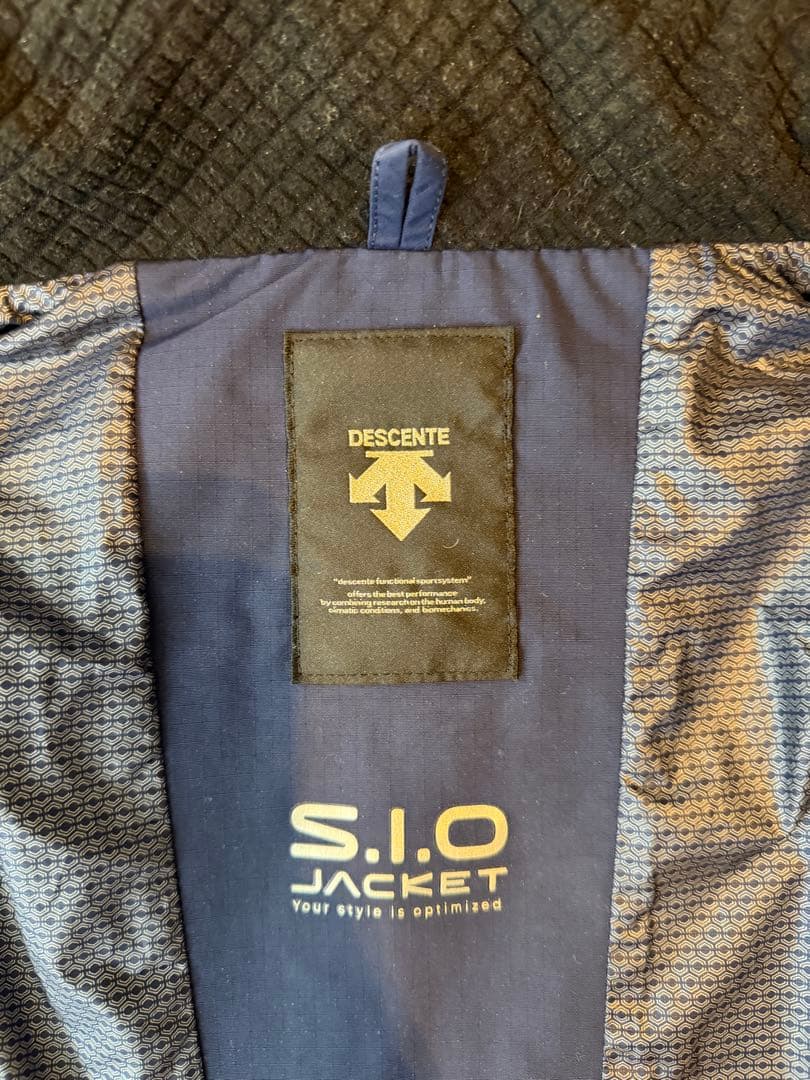 DESCENTE
"descente functional sportsystem"
offers the best performance
by combining research on the human body,
climatic conditions, and biomechanics.
S.I.O
JACKET
Your style is optimized